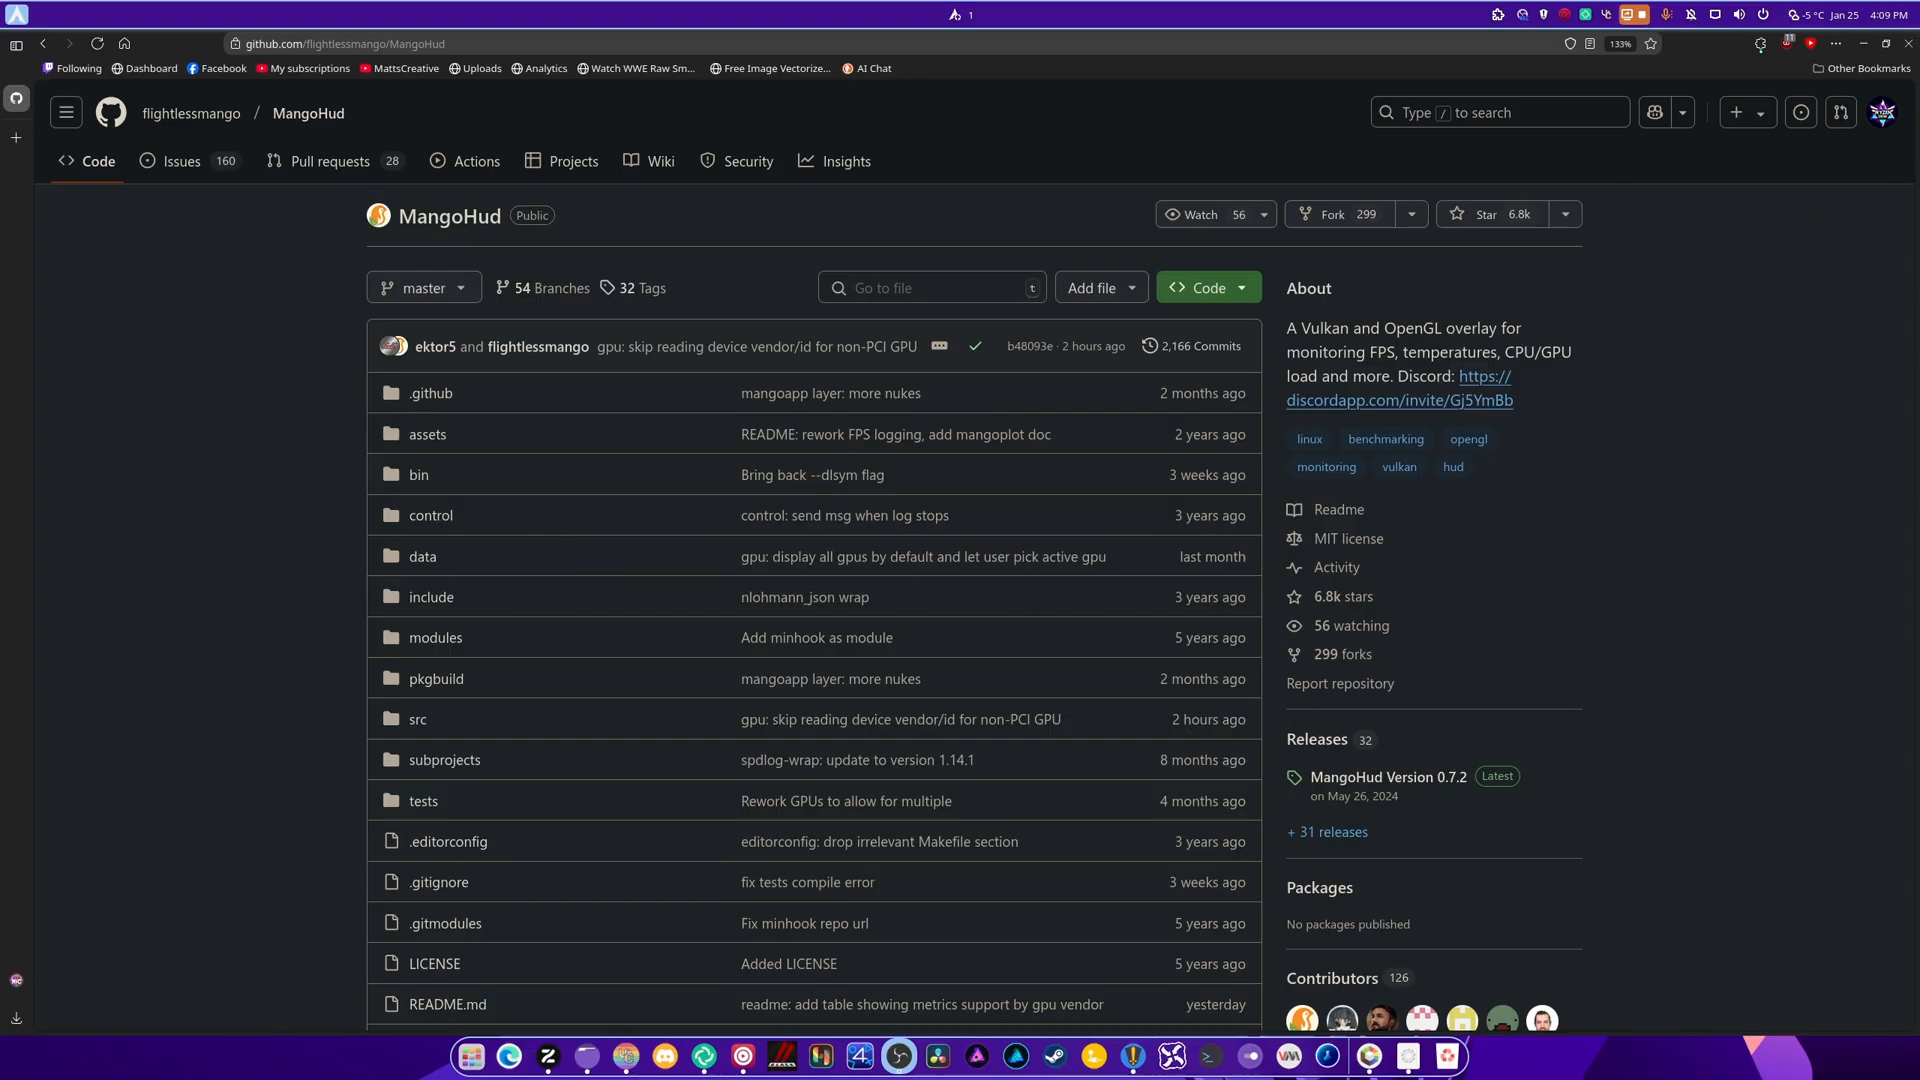 1
-5 °C Jan 25 4:09 PM
github.com/flightlessmango/MangoHud
133%
11
Following
Dashboard
Facebook
My subscriptions
MattsCreative
Uploads
Analytics
Watch WWE Raw Sm...
Free Image Vectorize...
AI Chat
Other Bookmarks
flightlessmango / MangoHud
Type / to search
Code
Issues 160
Pull requests 28
Actions
Projects
Wiki
Security
Insights
MangoHud Public
Watch 56
Fork 299
Star 6.8k
master
54 Branches
32 Tags
Go to file t
Add file
Code
ektor5 and flightlessmango gpu: skip reading device vendor/id for non-PCI GPU
b48093e · 2 hours ago
2,166 Commits
.github mangoapp layer: more nukes 2 months ago
assets README: rework FPS logging, add mangoplot doc 2 years ago
bin Bring back --dlsym flag 3 weeks ago
control control: send msg when log stops 3 years ago
data gpu: display all gpus by default and let user pick active gpu last month
include nlohmann_json wrap 3 years ago
modules Add minhook as module 5 years ago
pkgbuild mangoapp layer: more nukes 2 months ago
src gpu: skip reading device vendor/id for non-PCI GPU 2 hours ago
subprojects spdlog-wrap: update to version 1.14.1 8 months ago
tests Rework GPUs to allow for multiple 4 months ago
.editorconfig editorconfig: drop irrelevant Makefile section 3 years ago
.gitignore fix tests compile error 3 weeks ago
.gitmodules Fix minhook repo url 5 years ago
LICENSE Added LICENSE 5 years ago
README.md readme: add table showing metrics support by gpu vendor yesterday
About
A Vulkan and OpenGL overlay for
monitoring FPS, temperatures, CPU/GPU
load and more. Discord: https://
discordapp.com/invite/Gj5YmBb
linux benchmarking opengl
monitoring vulkan hud
Readme
MIT license
Activity
6.8k stars
56 watching
299 forks
Report repository
Releases 32
MangoHud Version 0.7.2 Latest
on May 26, 2024
+ 31 releases
Packages
No packages published
Contributors 126